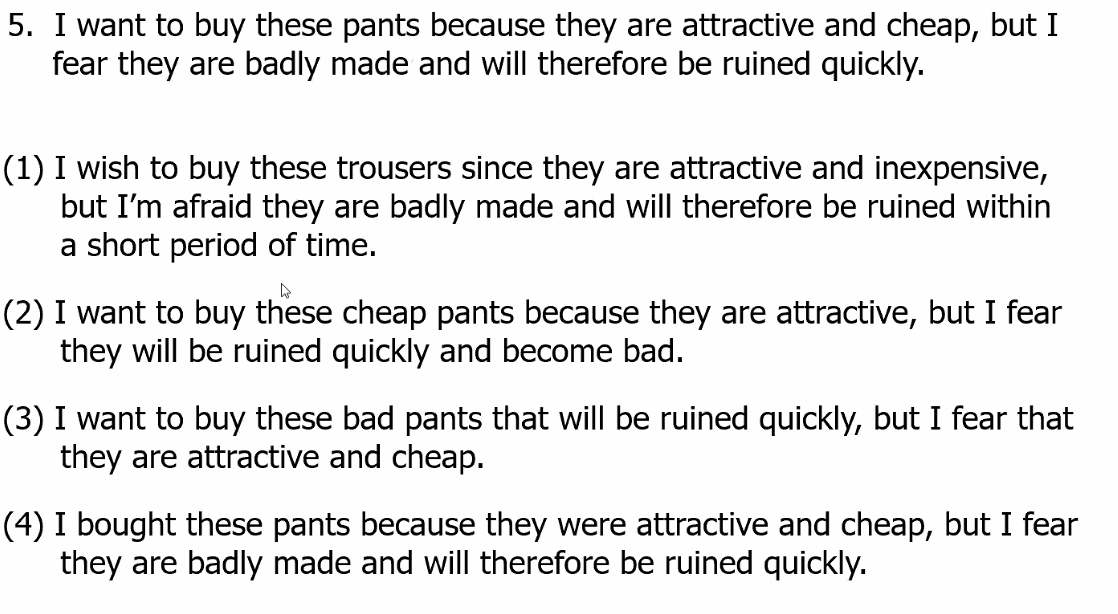 5. I want to buy these pants because they are attractive and cheap, but I
fear they are badly made and will therefore be ruined quickly.
(1) I wish to buy these trousers since they are attractive and inexpensive,
but I’m afraid they are badly made and will therefore be ruined within
a short period of time.
(2) I want to buy these cheap pants because they are attractive, but I fear
they will be ruined quickly and become bad.
(3) I want to buy these bad pants that will be ruined quickly, but I fear that
they are attractive and cheap.
(4) I bought these pants because they were attractive and cheap, but I fear
they are badly made and will therefore be ruined quickly.